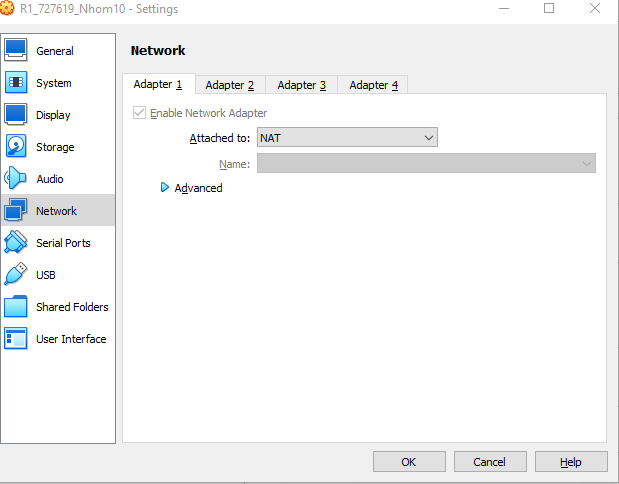 R1_727619_Nhom10 - Settings
General
System
Display
Storage
Audio
Network
Serial Ports
USB
Shared Folders
User Interface
Network
Adapter 1 Adapter 2 Adapter 3 Adapter 4
Enable Network Adapter
Attached to: NAT
Name:
Advanced
OK Cancel Help